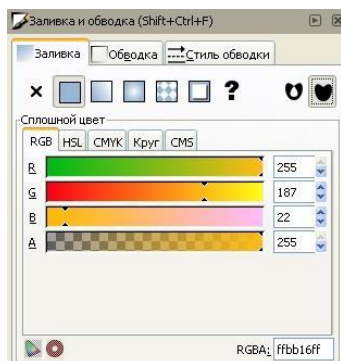 Заливка и обводка (Shift+Ctrl+F)
Заливка Обводка Стиль обводки
?
Сплошной цвет
RGB HSL CMYK Круг CMS
R 255
G 187
B 22
A 255
RGBA: ffbb16ff